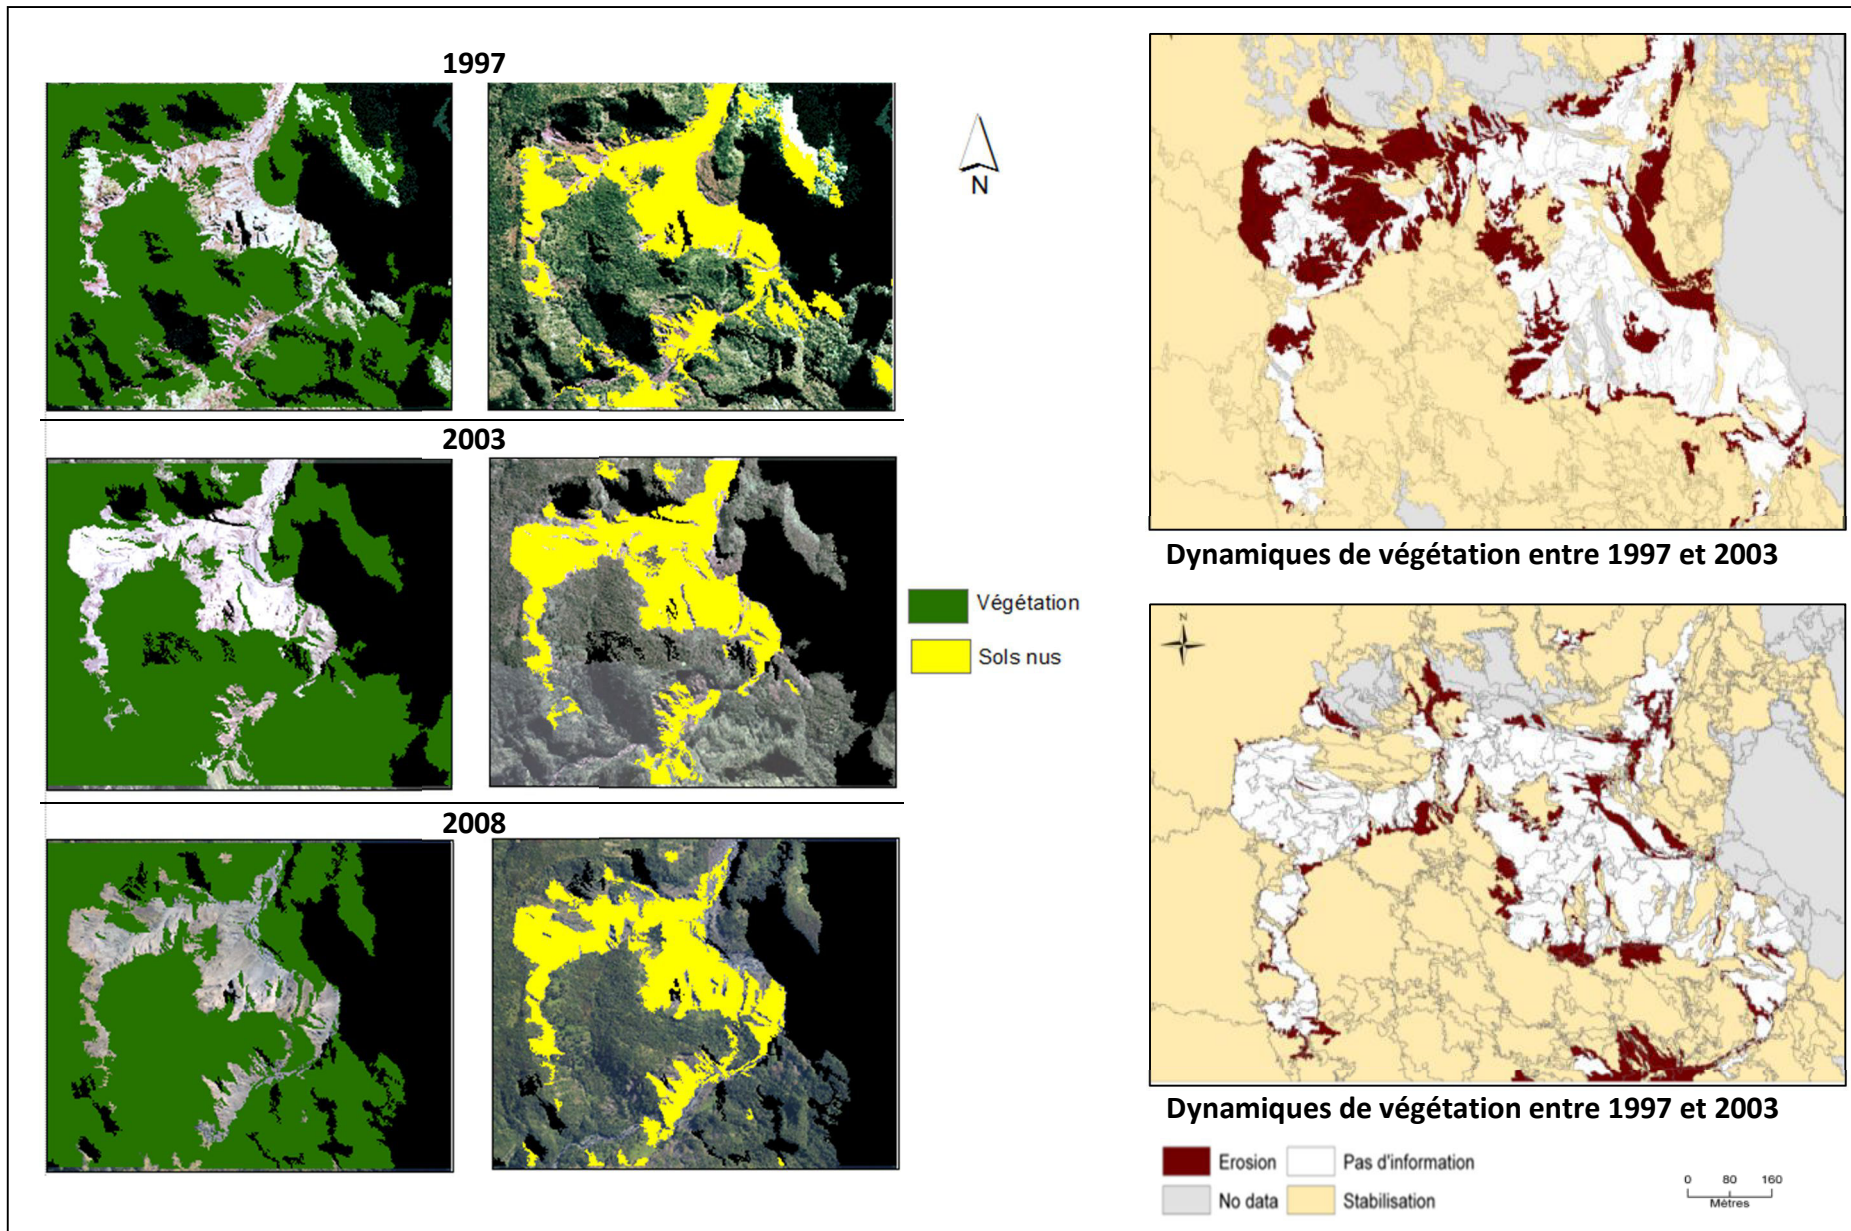 1997
N
2003
Végétation
Sols nus
2008
Dynamiques de végétation entre 1997 et 2003
N
Dynamiques de végétation entre 1997 et 2003
Erosion
Pas d'information
No data
Stabilisation
0 80 160
Mètres